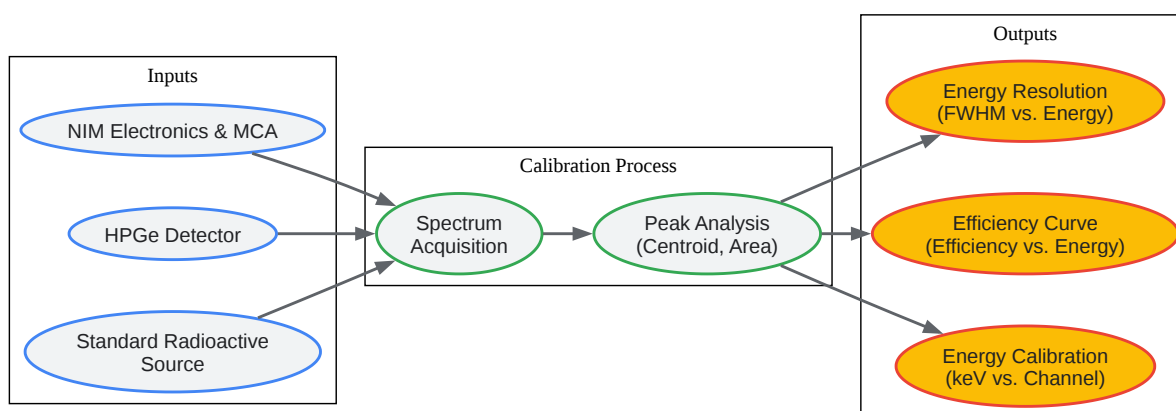 Inputs
NIM Electronics & MCA
HPGe Detector
Standard Radioactive
Source
Calibration Process
Spectrum
Acquisition
Peak Analysis
(Centroid, Area)
Outputs
Energy Resolution
(FWHM vs. Energy)
Efficiency Curve
(Efficiency vs. Energy)
Energy Calibration
(keV vs. Channel)